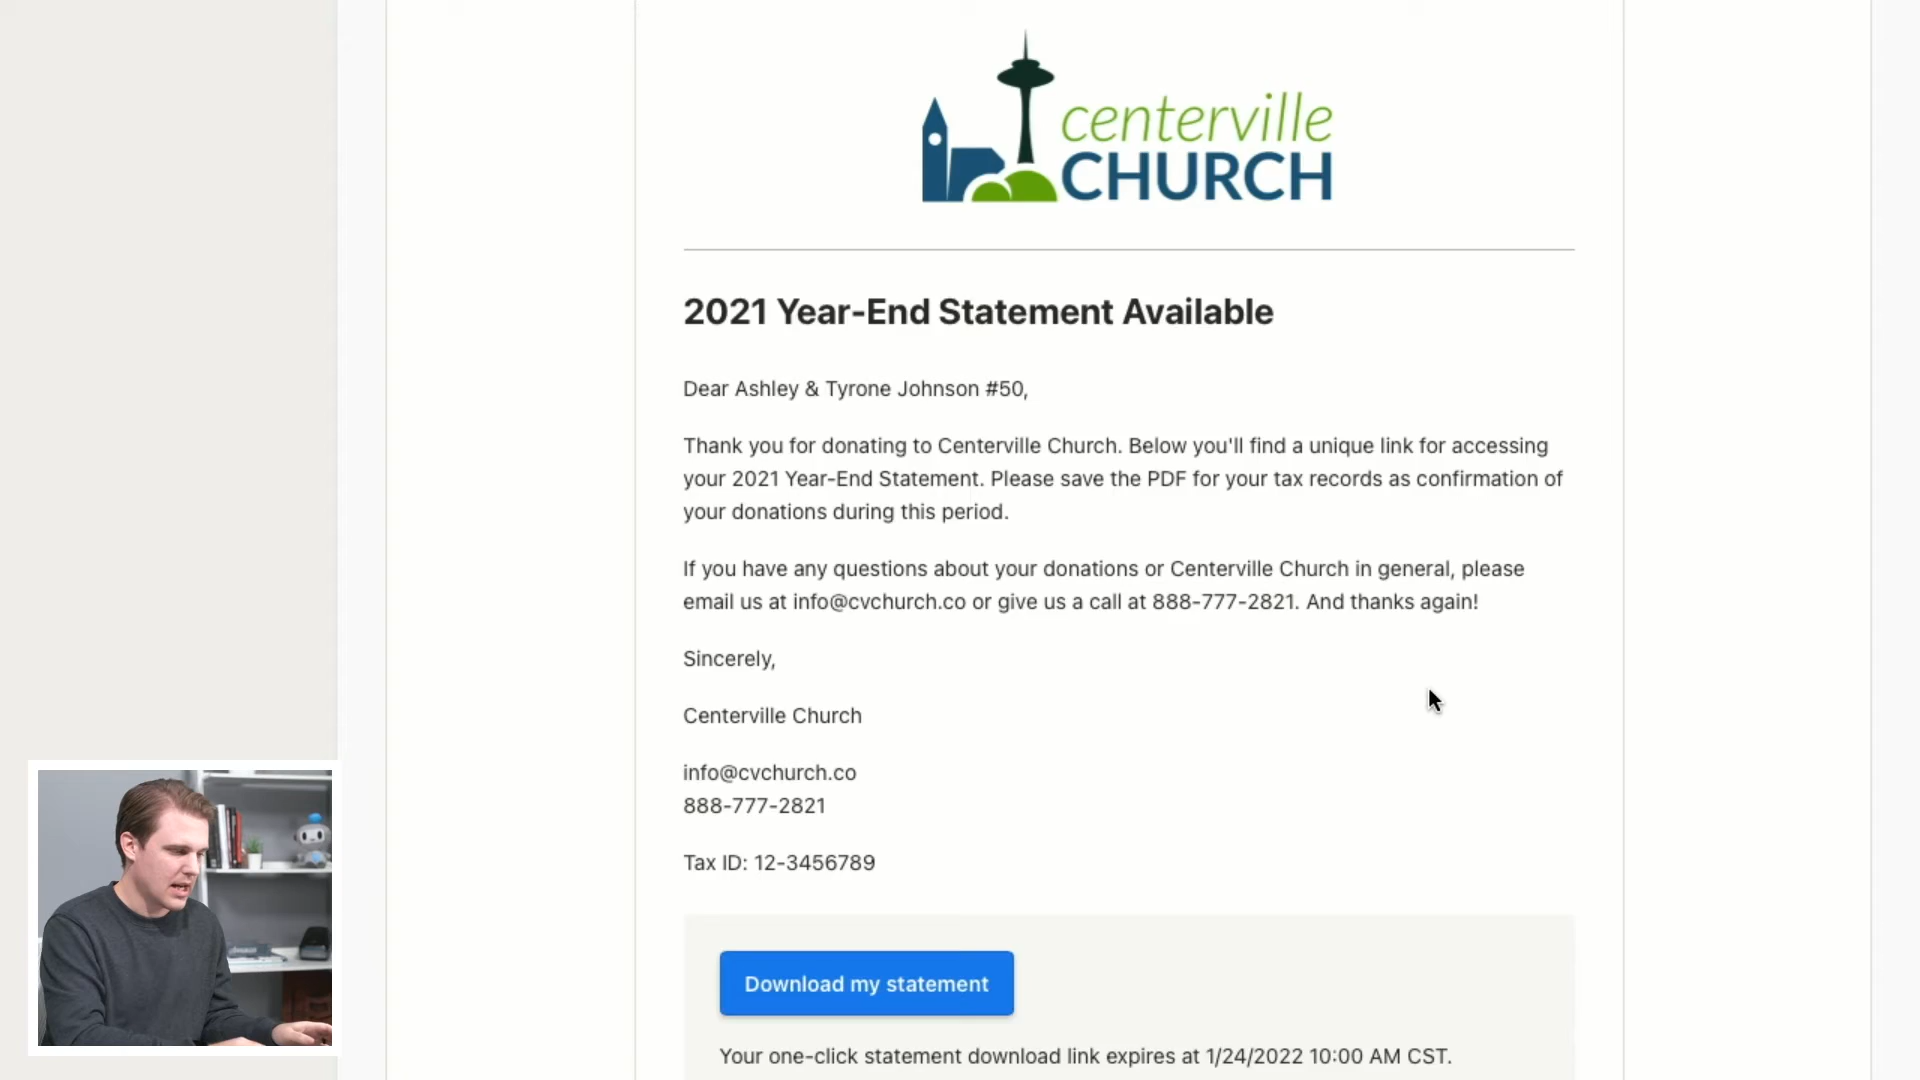 centerville
CHURCH
2021 Year-End Statement Available
Dear Ashley & Tyrone Johnson #50,
Thank you for donating to Centerville Church. Below you'll find a unique link for accessing
your 2021 Year-End Statement. Please save the PDF for your tax records as confirmation of
your donations during this period.
If you have any questions about your donations or Centerville Church in general, please
email us at info@cvchurch.co or give us a call at 888-777-2821. And thanks again!
Sincerely,
Centerville Church
info@cvchurch.co
888-777-2821
Tax ID: 12-3456789
Download my statement
Your one-click statement download link expires at 1/24/2022 10:00 AM CST.